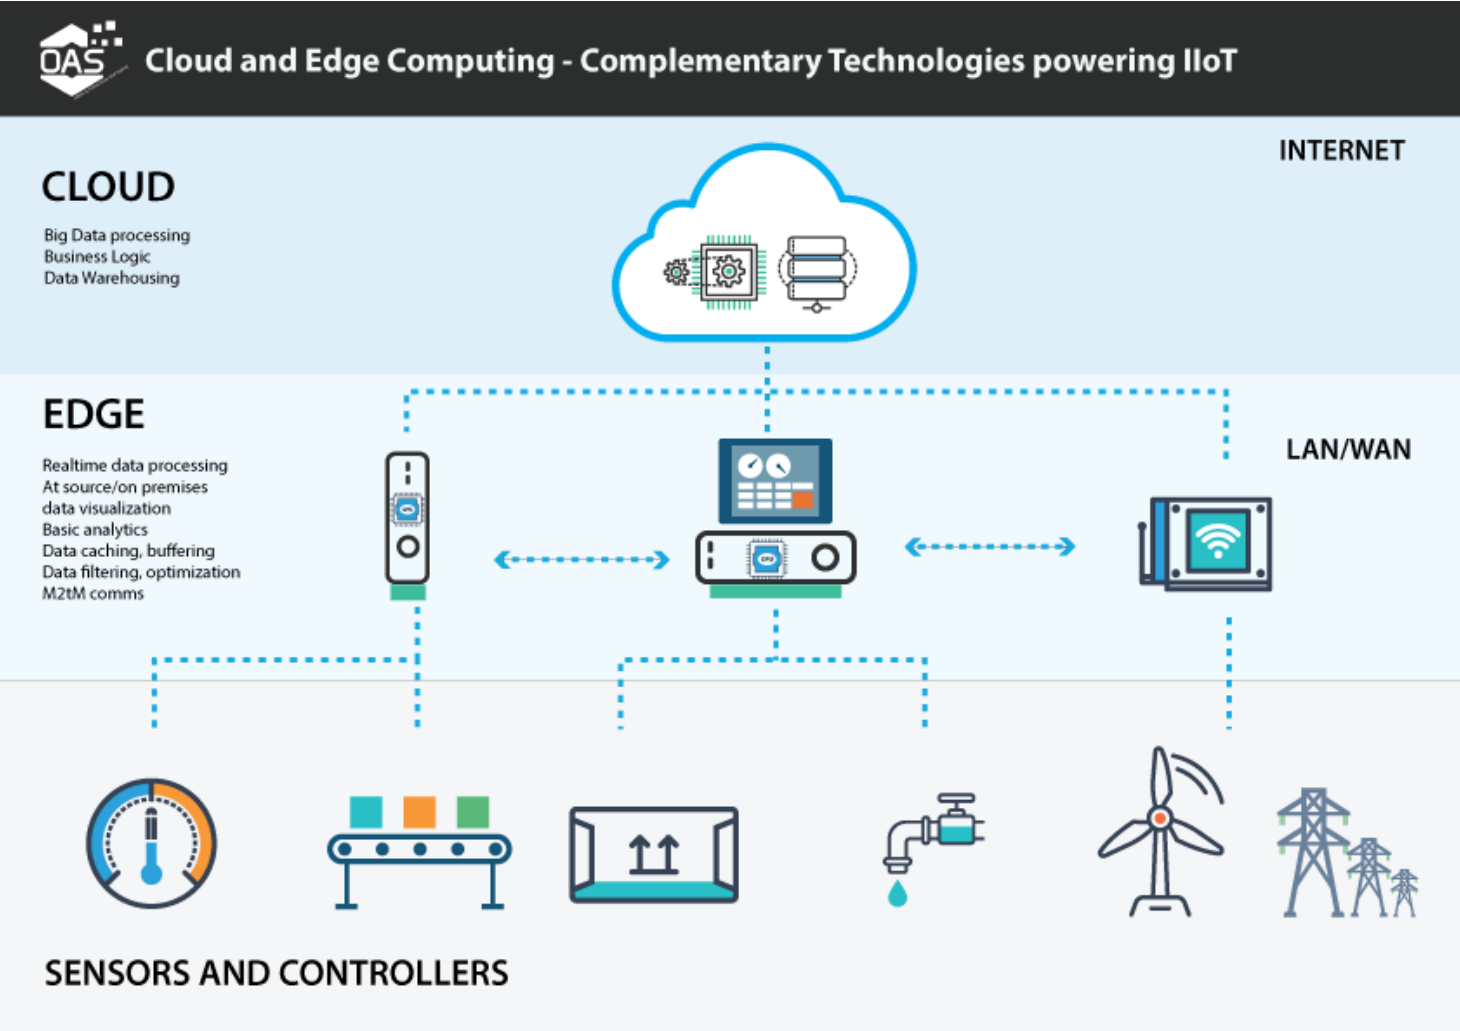 OAS
Cloud and Edge Computing - Complementary Technologies powering IIoT
INTERNET
CLOUD
Big Data processing
Business Logic
Data Warehousing
EDGE
LAN/WAN
Realtime data processing
At source/on premises
data visualization
Basic analytics
Data caching, buffering
Data filtering, optimization
M2tM comms
CPU
SENSORS AND CONTROLLERS